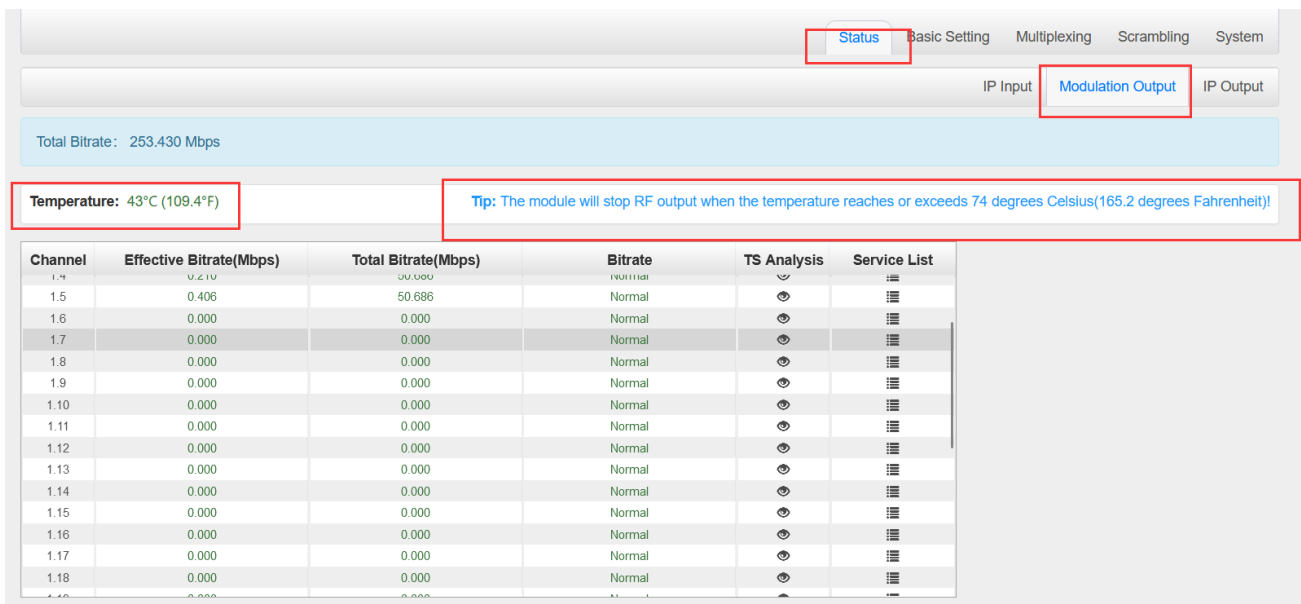 Status Basic Setting Multiplexing Scrambling System
IP Input Modulation Output IP Output
Total Bitrate: 253.430 Mbps
Temperature: 43°C (109.4°F) Tip: The module will stop RF output when the temperature reaches or exceeds 74 degrees Celsius(165.2 degrees Fahrenheit)!
Channel Effective Bitrate(Mbps) Total Bitrate(Mbps) Bitrate TS Analysis Service List
1.4 0.210 50.686 Normal
1.5 0.406 50.686 Normal
1.6 0.000 0.000 Normal
1.7 0.000 0.000 Normal
1.8 0.000 0.000 Normal
1.9 0.000 0.000 Normal
1.10 0.000 0.000 Normal
1.11 0.000 0.000 Normal
1.12 0.000 0.000 Normal
1.13 0.000 0.000 Normal
1.14 0.000 0.000 Normal
1.15 0.000 0.000 Normal
1.16 0.000 0.000 Normal
1.17 0.000 0.000 Normal
1.18 0.000 0.000 Normal